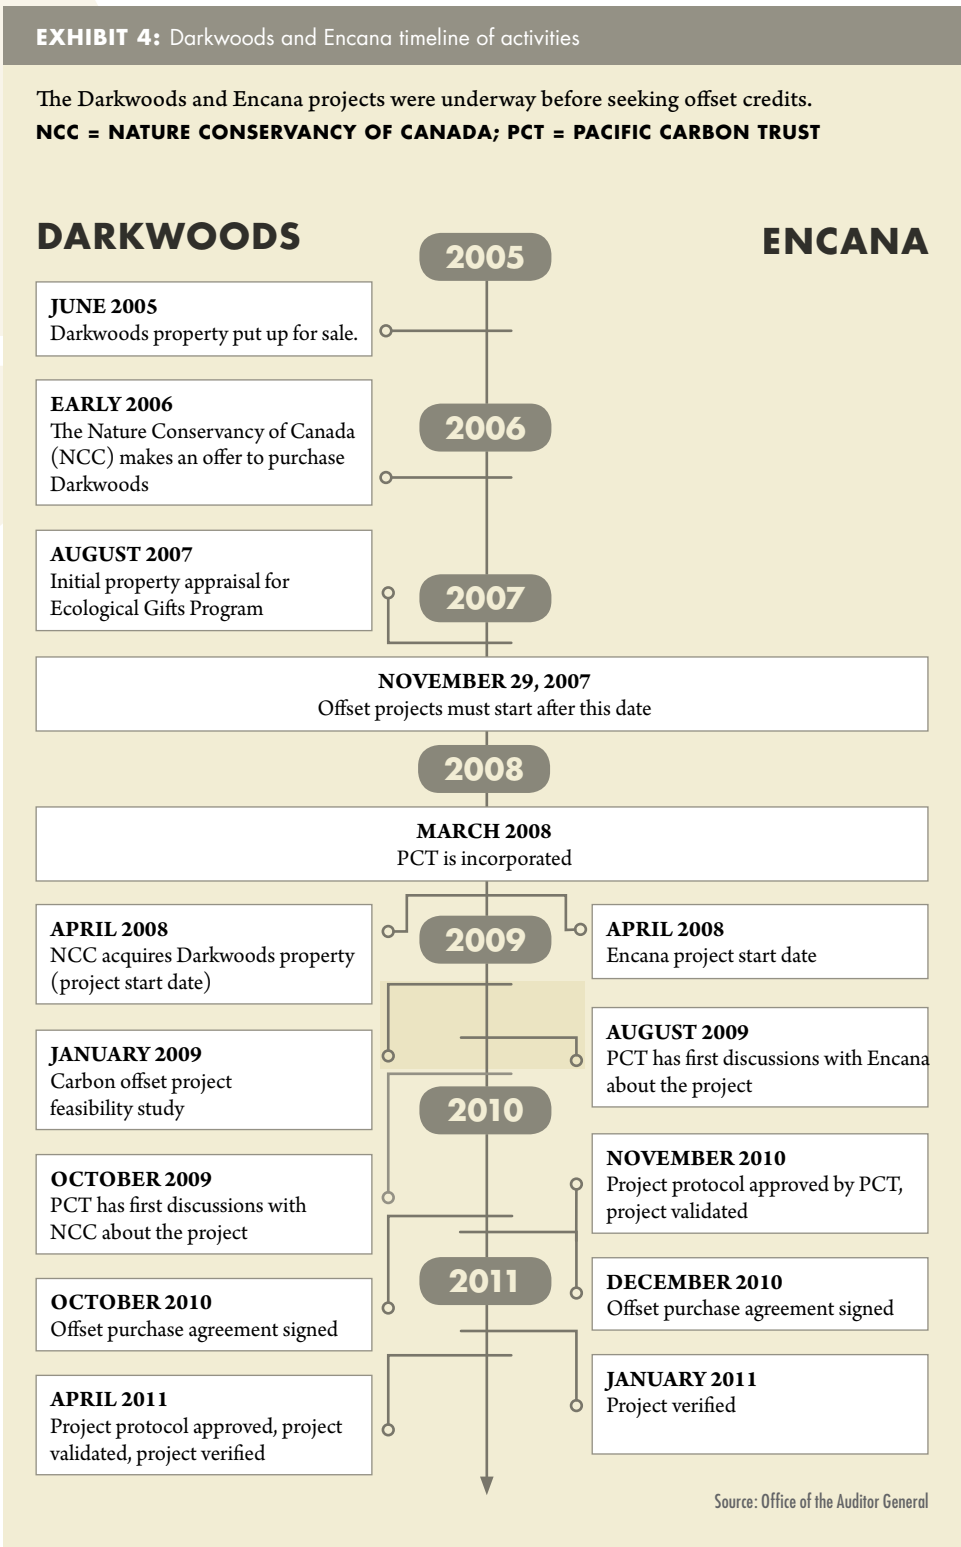 EXHIBIT 4: Darkwoods and Encana timeline of activities
The Darkwoods and Encana projects were underway before seeking offset credits.
NCC = NATURE CONSERVANCY OF CANADA; PCT = PACIFIC CARBON TRUST
DARKWOODS
ENCANA
2005
JUNE 2005
Darkwoods property put up for sale.
EARLY 2006
The Nature Conservancy of Canada
(NCC) makes an offer to purchase
Darkwoods
2006
AUGUST 2007
Initial property appraisal for
Ecological Gifts Program
2007
NOVEMBER 29, 2007
Offset projects must start after this date
2008
MARCH 2008
PCT is incorporated
APRIL 2008
NCC acquires Darkwoods property
(project start date)
2009
APRIL 2008
Encana project start date
JANUARY 2009
Carbon offset project
feasibility study
AUGUST 2009
PCT has first discussions with Encana
about the project
2010
OCTOBER 2009
PCT has first discussions with
NCC about the project
NOVEMBER 2010
Project protocol approved by PCT,
project validated
OCTOBER 2010
Offset purchase agreement signed
2011
DECEMBER 2010
Offset purchase agreement signed
APRIL 2011
Project protocol approved, project
validated, project verified
JANUARY 2011
Project verified
Source: Office of the Auditor General